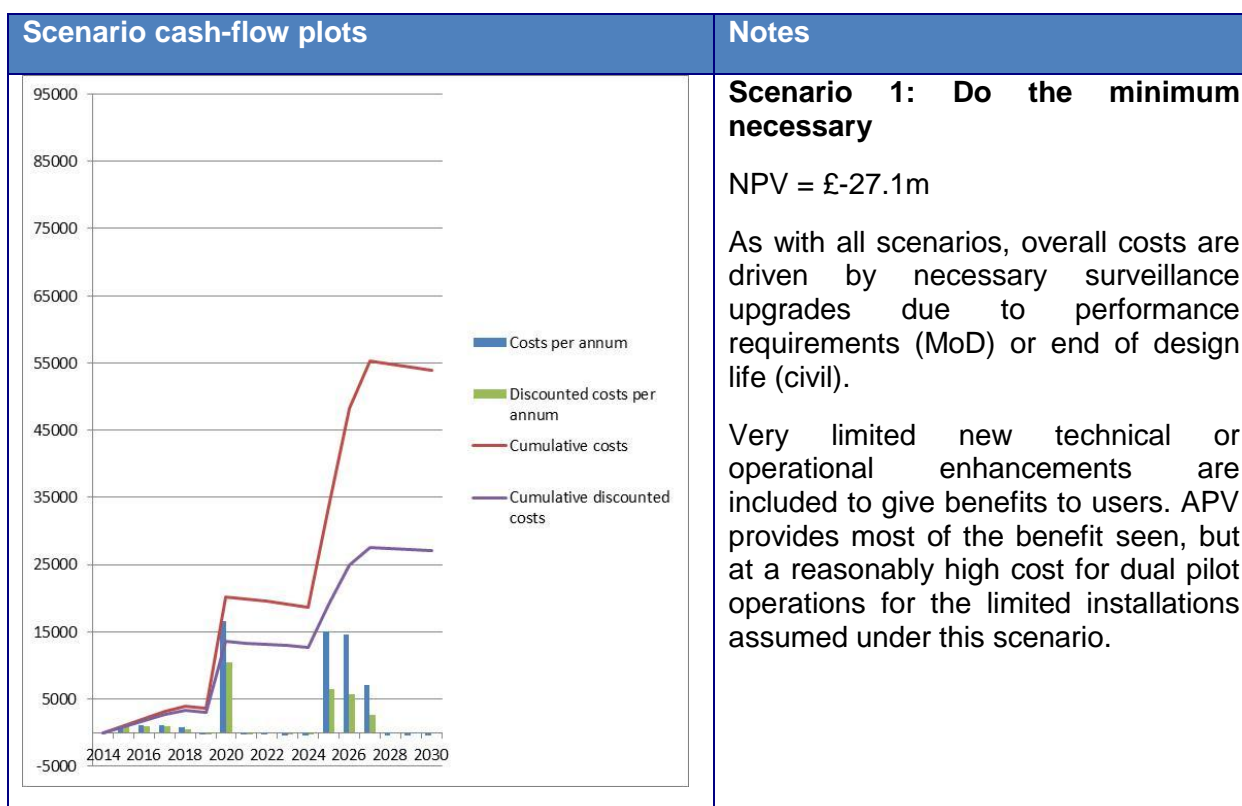 Scenario cash-flow plots
Notes
95000
85000
75000
65000
55000
45000
35000
25000
15000
5000
-5000
2014 2016 2018 2020 2022 2024 2026 2028 2030
Costs per annum
Discounted costs per
annum
Cumulative costs
Cumulative discounted
costs
Scenario 1: Do the minimum
necessary
NPV = £-27.1m
As with all scenarios, overall costs are
driven by necessary surveillance
upgrades due to performance
requirements (MoD) or end of design
life (civil).
Very limited new technical or
operational enhancements are
included to give benefits to users. APV
provides most of the benefit seen, but
at a reasonably high cost for dual pilot
operations for the limited installations
assumed under this scenario.